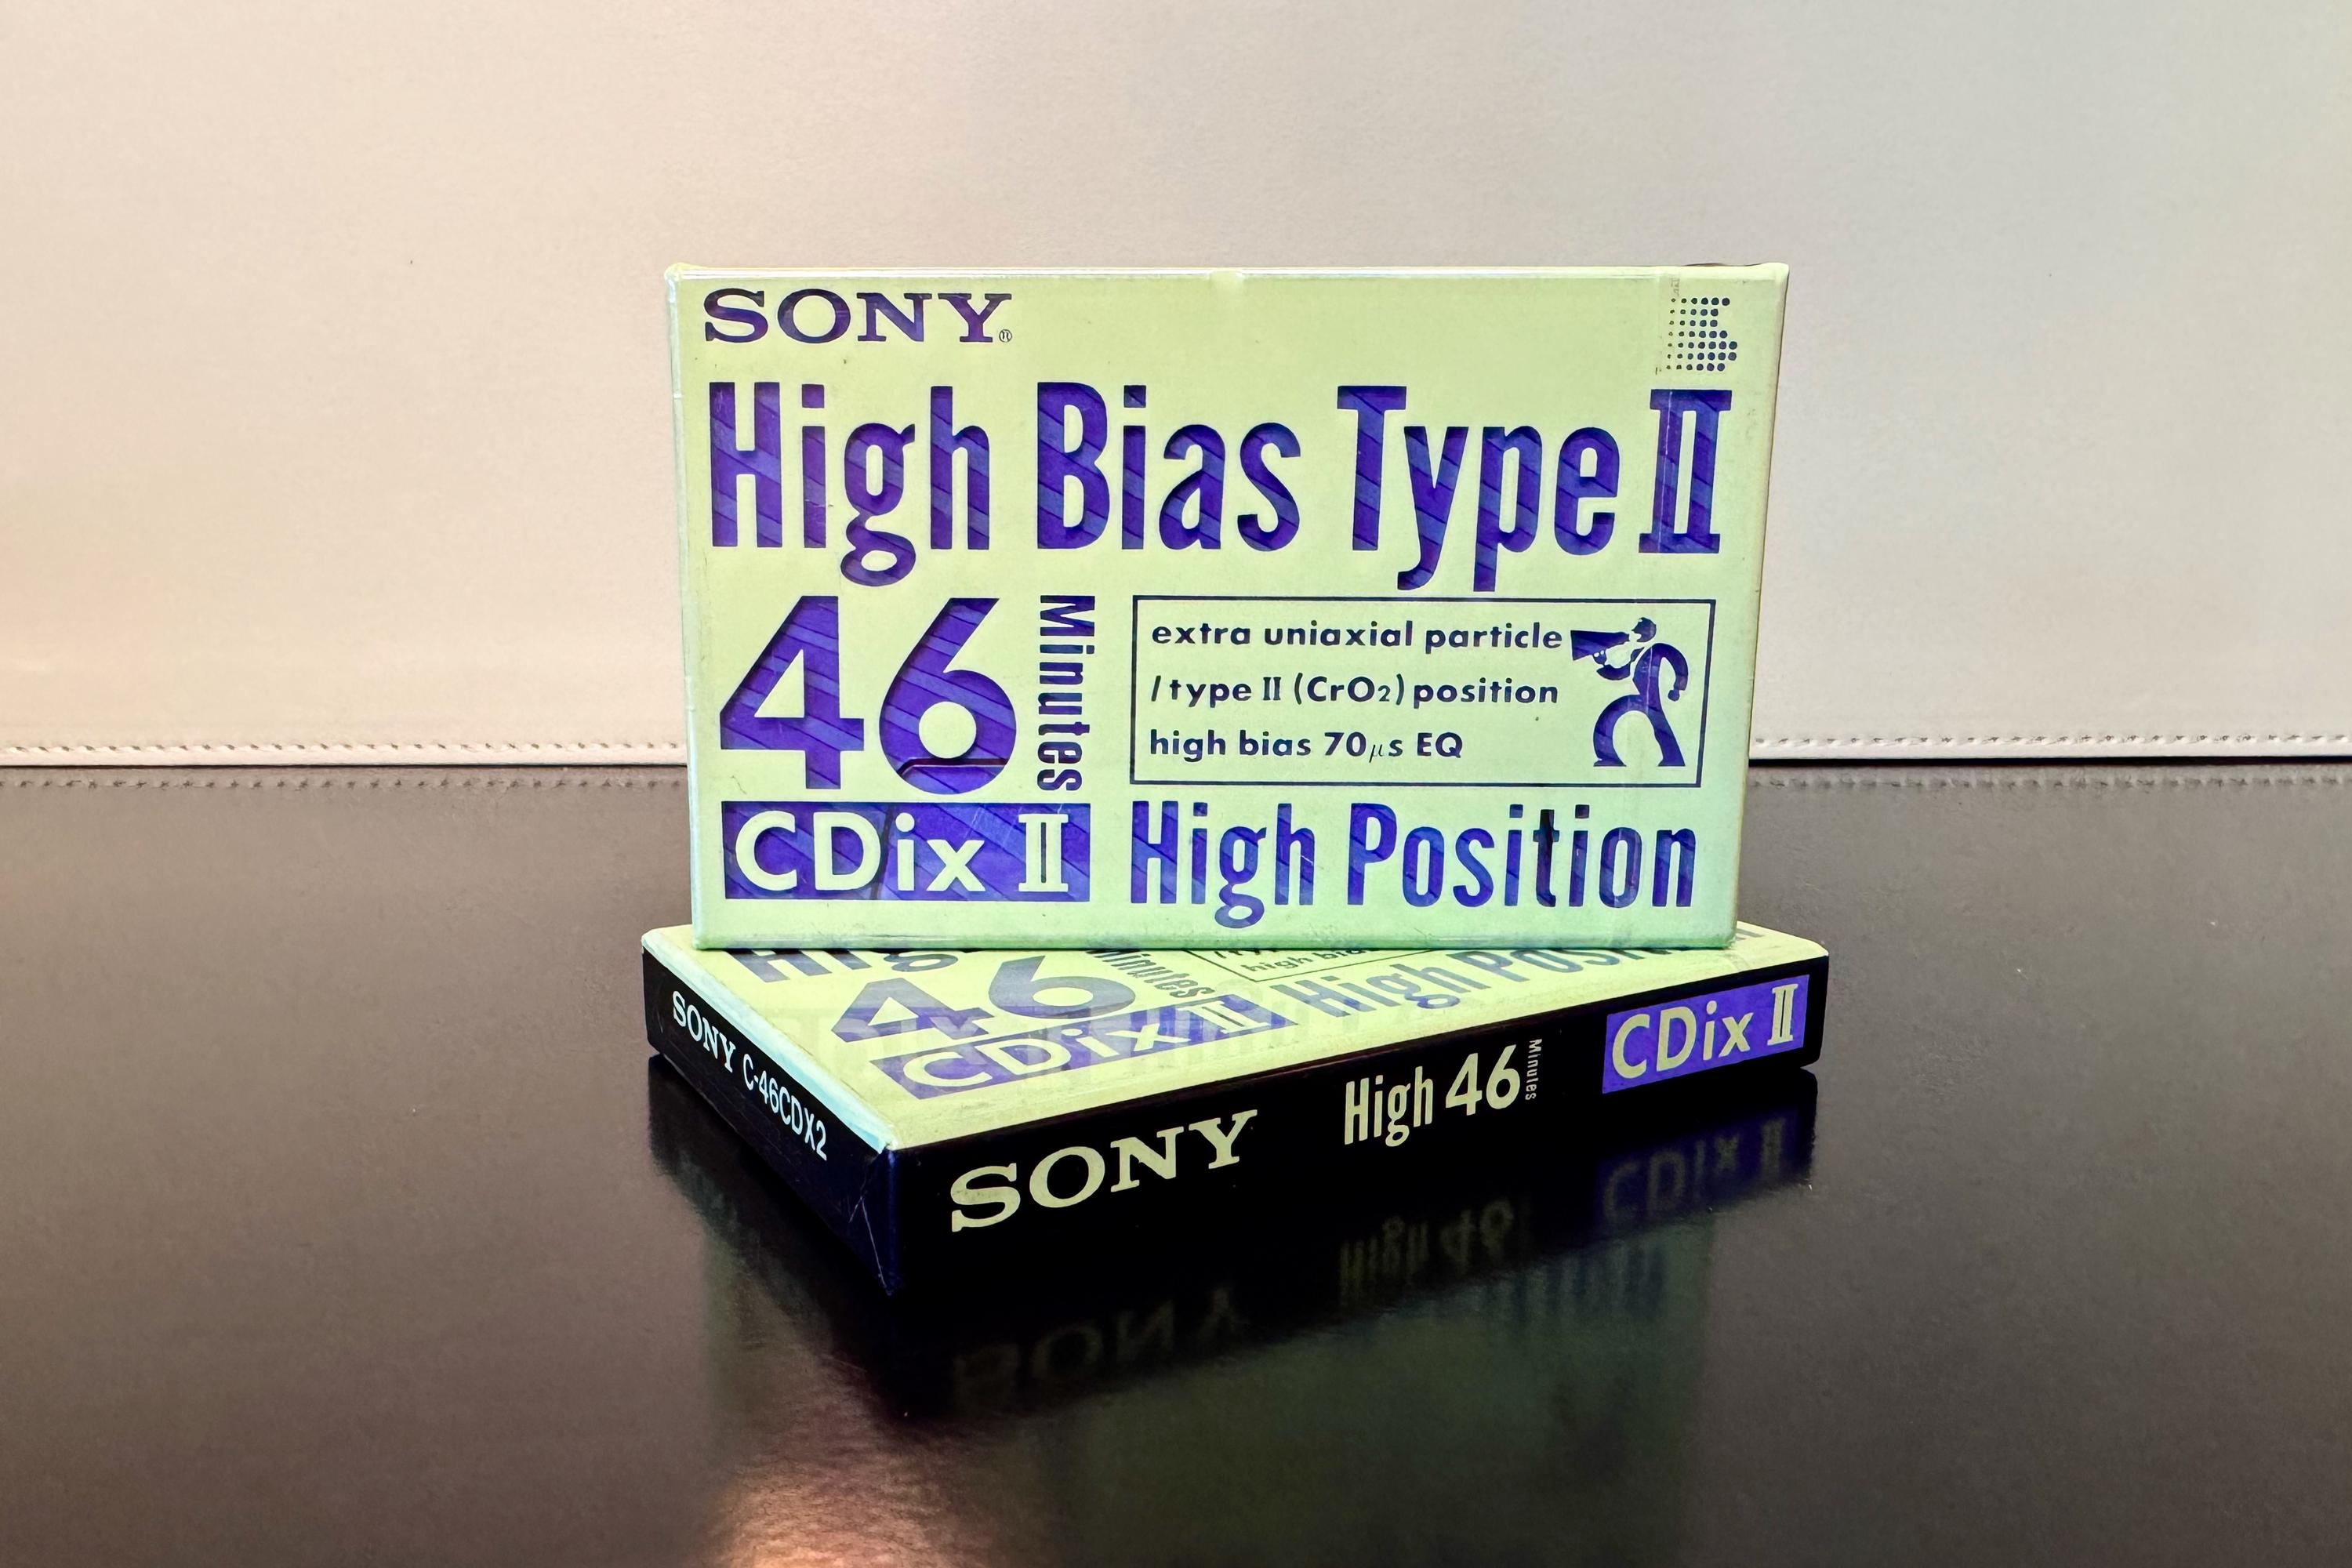 SONY®
High Bias Type II
46 Minutes
extra uniaxial particle
/type II (CrO2) position
high bias 70μs EQ
CDix II
High Position
46 Minutes
high
CDix II
High Position
SONY C-46CDX2
SONY
High 46 Minutes
CDix II